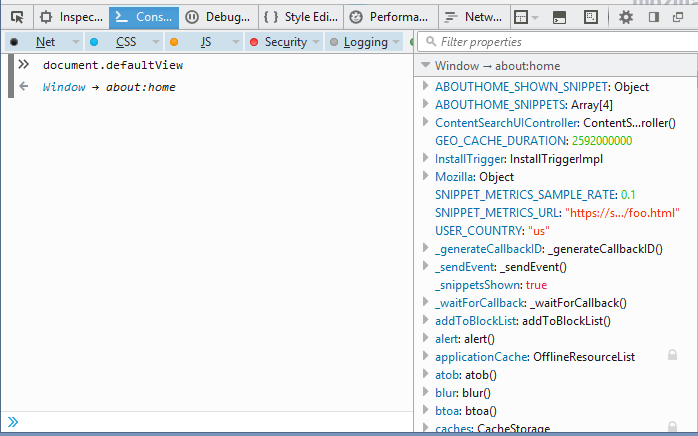 Inspec... Cons... Debug... Style Edi... Performa... Netw...
Net CSS JS Security Logging
Filter properties
document.defaultView
Window → about:home
Window → about:home
ABOUTHOME_SHOWN_SNIPPET: Object
ABOUTHOME_SNIPPETS: Array[4]
ContentSearchUIController: ContentS...roller()
GEO_CACHE_DURATION: 2592000000
InstallTrigger: InstallTriggerImpl
Mozilla: Object
SNIPPET_METRICS_SAMPLE_RATE: 0.1
SNIPPET_METRICS_URL: "https://s.../foo.html"
USER_COUNTRY: "us"
_generateCallbackID: _generateCallbackID()
_sendEvent: _sendEvent()
_snippetsShown: true
_waitForCallback: _waitForCallback()
addToBlockList: addToBlockList()
alert: alert()
applicationCache: OfflineResourceList
atob: atob()
blur: blur()
btoa: btoa()
caches: CacheStorage